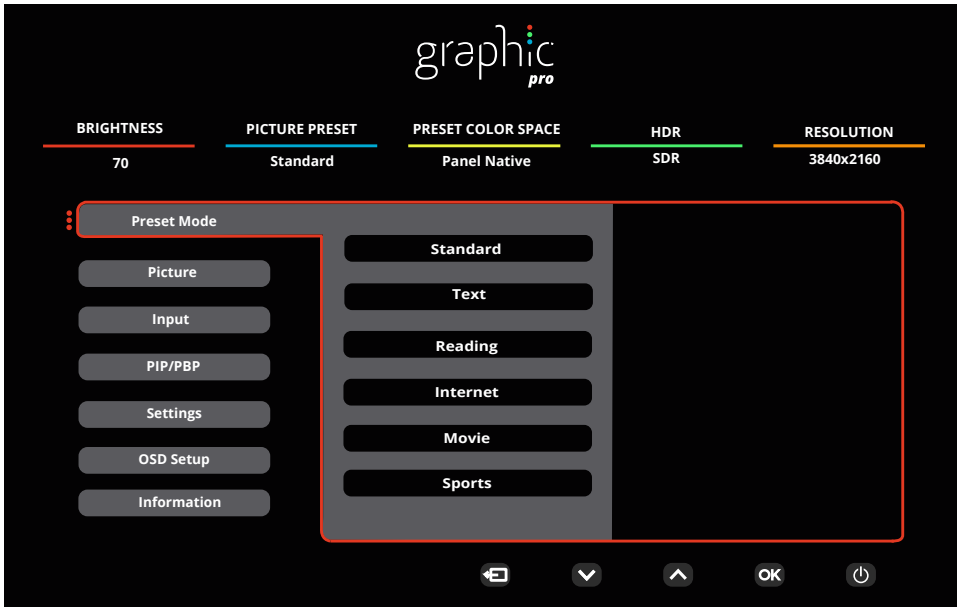 graphic
pro
BRIGHTNESS
70
PICTURE PRESET
Standard
PRESET COLOR SPACE
Panel Native
HDR
SDR
RESOLUTION
3840x2160
Preset Mode
Picture
Input
PIP/PBP
Settings
OSD Setup
Information
Standard
Text
Reading
Internet
Movie
Sports
OK